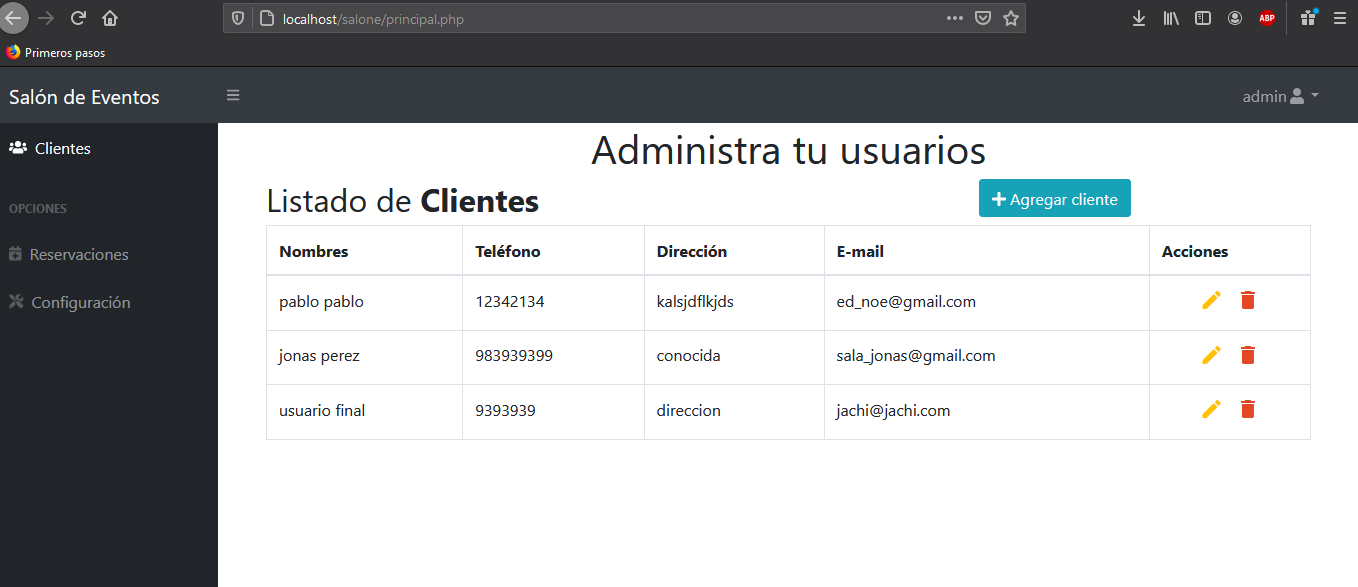 localhost/salone/principal.php
ABP
Primeros pasos
Salón de Eventos
admin
Clientes
OPCIONES
Reservaciones
Configuración
Administra tu usuarios
Listado de Clientes
Agregar cliente
Nombres Teléfono Dirección E-mail Acciones
pablo pablo 12342134 kalsjdflkjds ed_noe@gmail.com
jonas perez 983939399 conocida sala_jonas@gmail.com
usuario final 9393939 direccion jachi@jachi.com